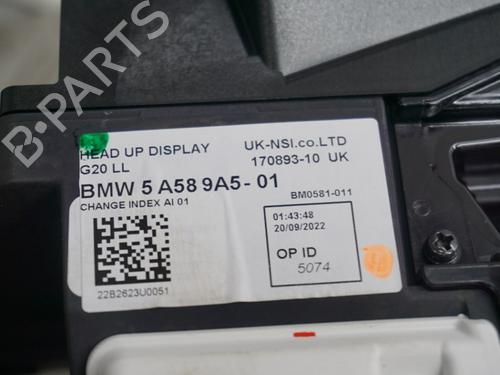 HEAD UP DISPLAY UK-NSI.co.LTD
G20 LL 170893-10 UK
BMW 5 A58 9A5-01
CHANGE INDEX AI 01 BM0581-011
01:43:48
20/09/2022
OP ID
5074
22B2623U0051
B-PARTS